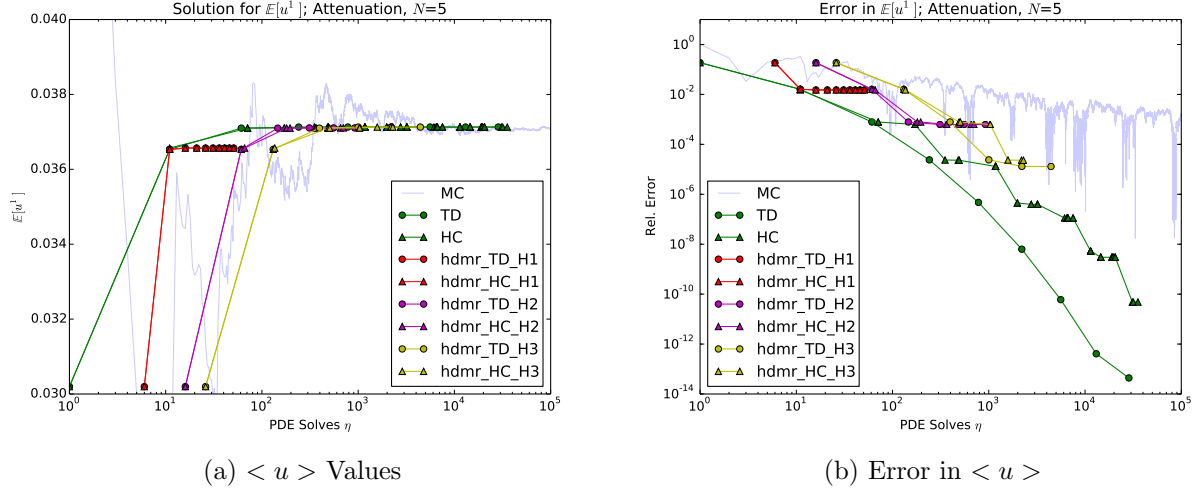 Solution for 𝔼[u¹]; Attenuation, N=5
0.040
0.038
0.036
0.034
0.032
0.030
𝔼[u¹]
10⁰ 10¹ 10² 10³ 10⁴ 10⁵
PDE Solves η
MC
TD
HC
hdmr_TD_H1
hdmr_HC_H1
hdmr_TD_H2
hdmr_HC_H2
hdmr_TD_H3
hdmr_HC_H3
(a) < u > Values
Error in 𝔼[u¹]; Attenuation, N=5
10⁰
10⁻²
10⁻⁴
10⁻⁶
10⁻⁸
10⁻¹⁰
10⁻¹²
10⁻¹⁴
Rel. Error
10⁰ 10¹ 10² 10³ 10⁴ 10⁵
PDE Solves η
MC
TD
HC
hdmr_TD_H1
hdmr_HC_H1
hdmr_TD_H2
hdmr_HC_H2
hdmr_TD_H3
hdmr_HC_H3
(b) Error in < u >